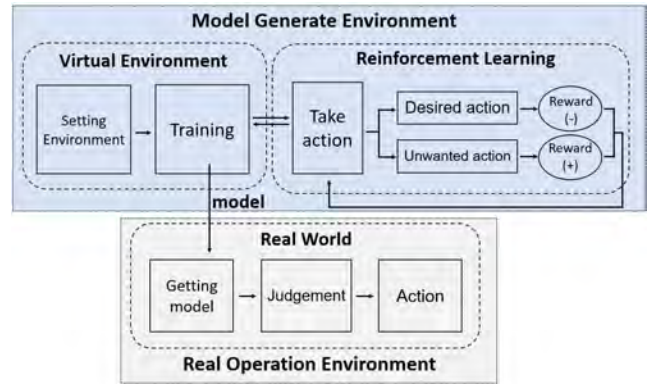 Model Generate Environment
Virtual Environment
Setting
Environment
Training
Reinforcement Learning
Take
action
Desired action
Reward
(-)
Unwanted action
Reward
(+)
model
Real World
Getting
model
Judgement
Action
Real Operation Environment